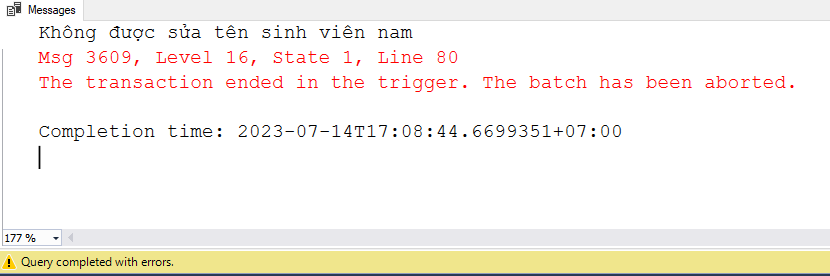 Messages
Không được sửa tên sinh viên nam
Msg 3609, Level 16, State 1, Line 80
The transaction ended in the trigger. The batch has been aborted.
Completion time: 2023-07-14T17:08:44.6699351+07:00
177 %
Query completed with errors.